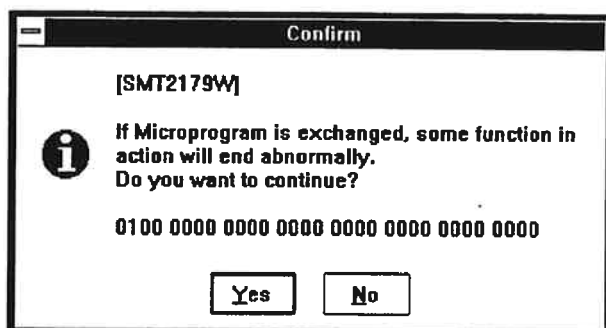 Confirm
[SMT2179W]
If Microprogram is exchanged, some function in
action will end abnormally.
Do you want to continue?
0100 0000 0000 0000 0000 0000 0000 0000
Yes
No